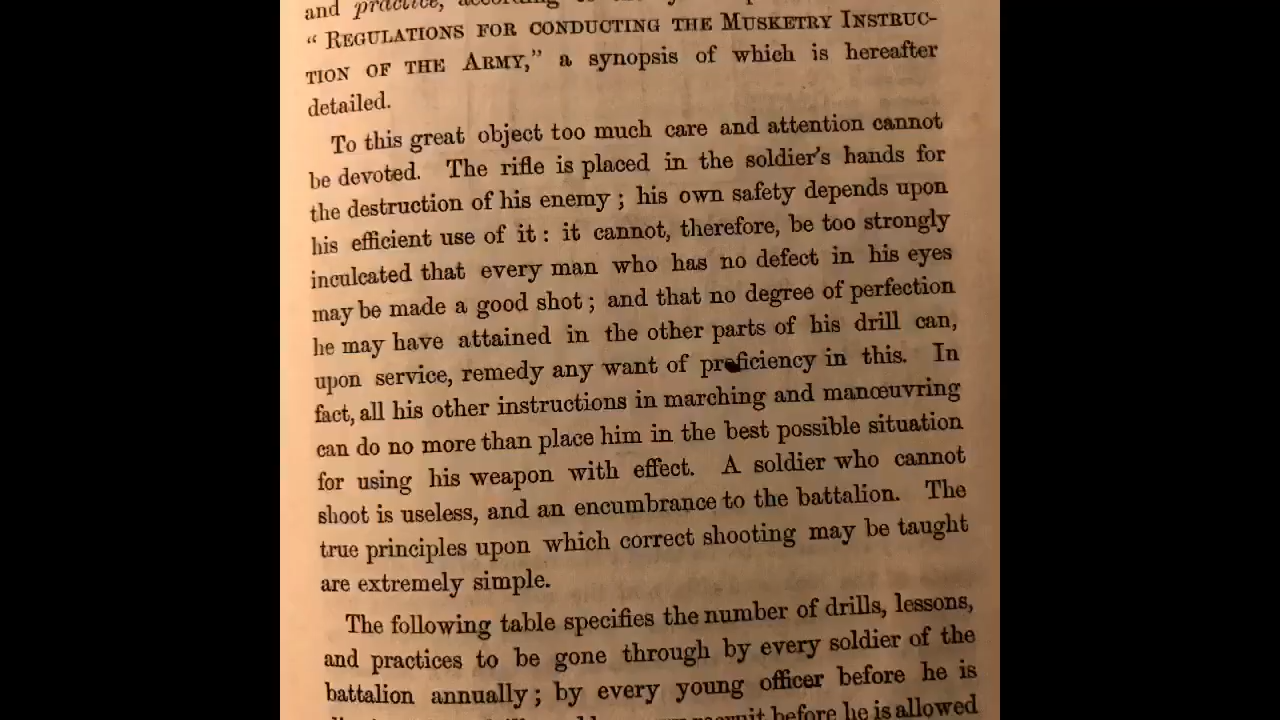 and practice,
“ REGULATIONS FOR CONDUCTING THE MUSKETRY INSTRUC-
TION OF THE ARMY,” a synopsis of which is hereafter
detailed.
To this great object too much care and attention cannot
be devoted. The rifle is placed in the soldier’s hands for
the destruction of his enemy ; his own safety depends upon
his efficient use of it : it cannot, therefore, be too strongly
inculcated that every man who has no defect in his eyes
may be made a good shot ; and that no degree of perfection
he may have attained in the other parts of his drill can,
upon service, remedy any want of proficiency in this. In
fact, all his other instructions in marching and manœuvring
can do no more than place him in the best possible situation
for using his weapon with effect. A soldier who cannot
shoot is useless, and an encumbrance to the battalion. The
true principles upon which correct shooting may be taught
are extremely simple.
The following table specifies the number of drills, lessons,
and practices to be gone through by every soldier of the
battalion annually ; by every young officer before he is
before he is allowed